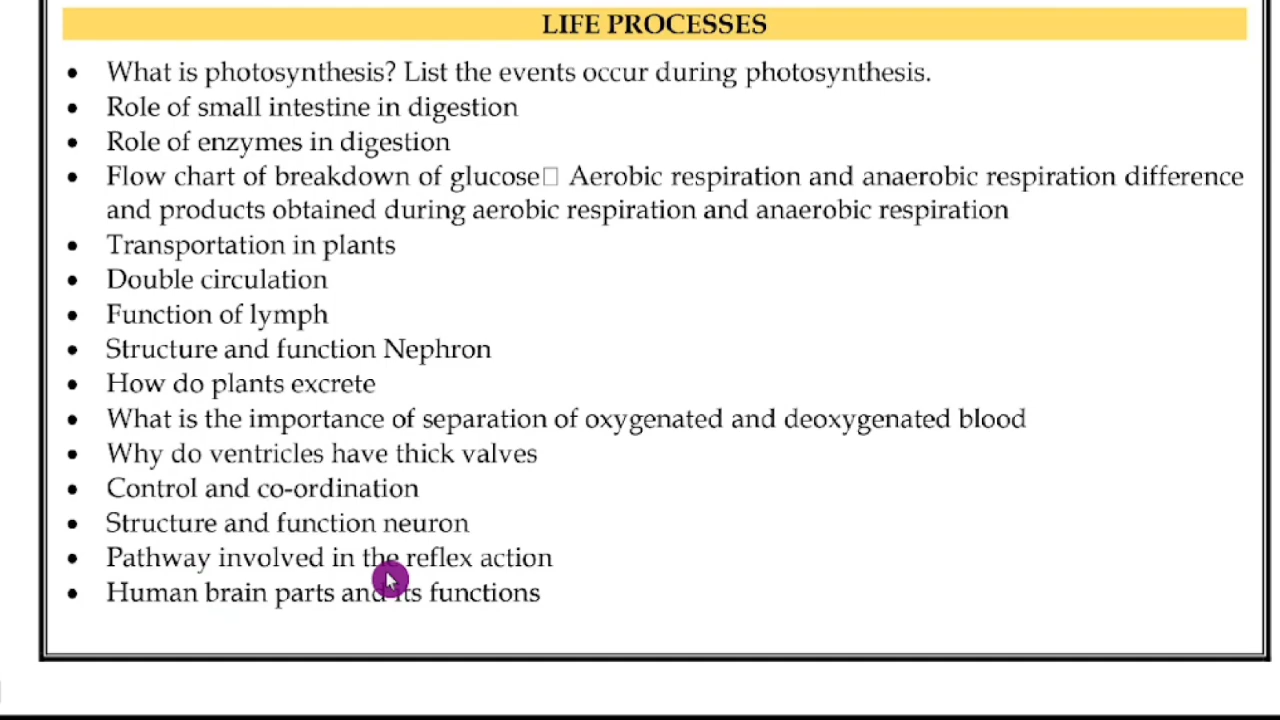 LIFE PROCESSES
• What is photosynthesis? List the events occur during photosynthesis.
• Role of small intestine in digestion
• Role of enzymes in digestion
• Flow chart of breakdown of glucose□ Aerobic respiration and anaerobic respiration difference
and products obtained during aerobic respiration and anaerobic respiration
• Transportation in plants
• Double circulation
• Function of lymph
• Structure and function Nephron
• How do plants excrete
• What is the importance of separation of oxygenated and deoxygenated blood
• Why do ventricles have thick valves
• Control and co-ordination
• Structure and function neuron
• Pathway involved in the reflex action
• Human brain parts and its functions